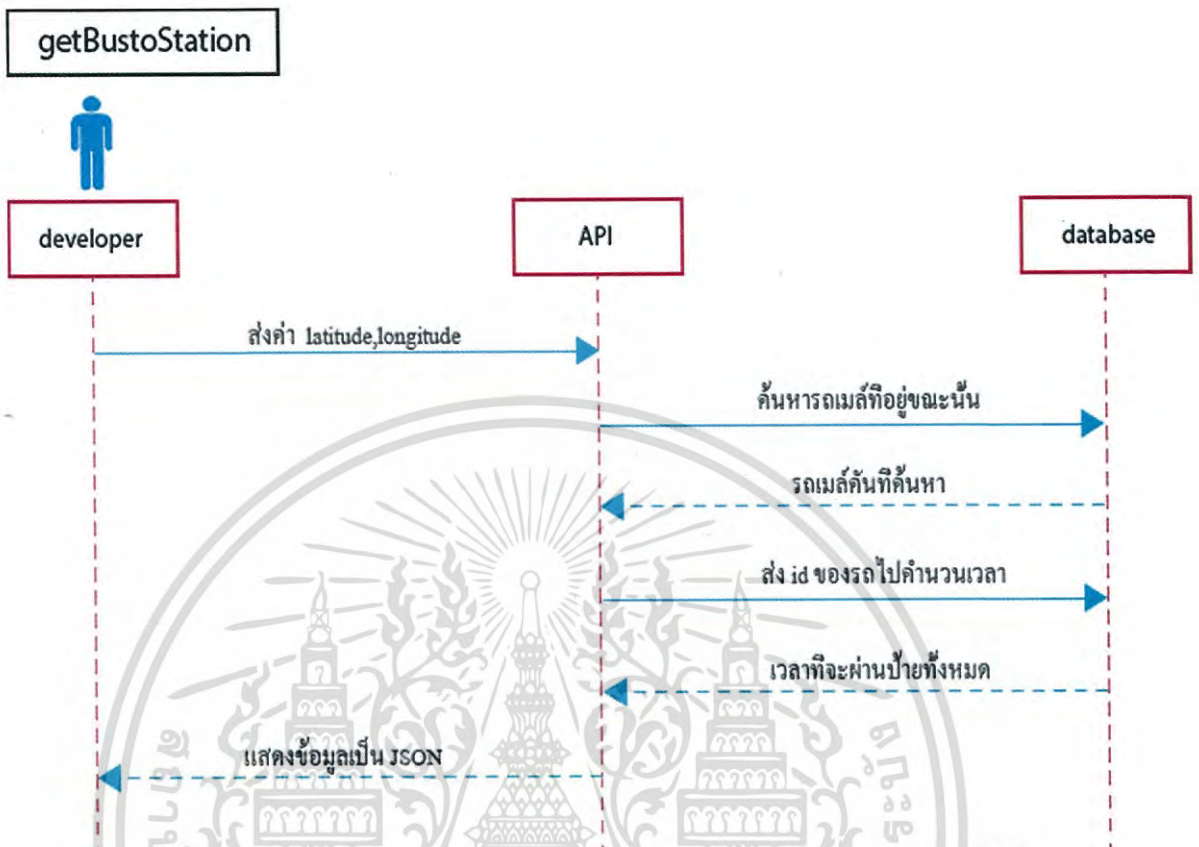 getBustoStation
developer
API
database
ส่งค่า latitude,longitude
ค้นหารถเมล์ที่อยู่ขณะนั้น
รถเมล์คันที่ค้นหา
ส่ง id ของรถไปคำนวนเวลา
เวลาที่จะผ่านป้ายทั้งหมด
แสดงข้อมูลเป็น JSON